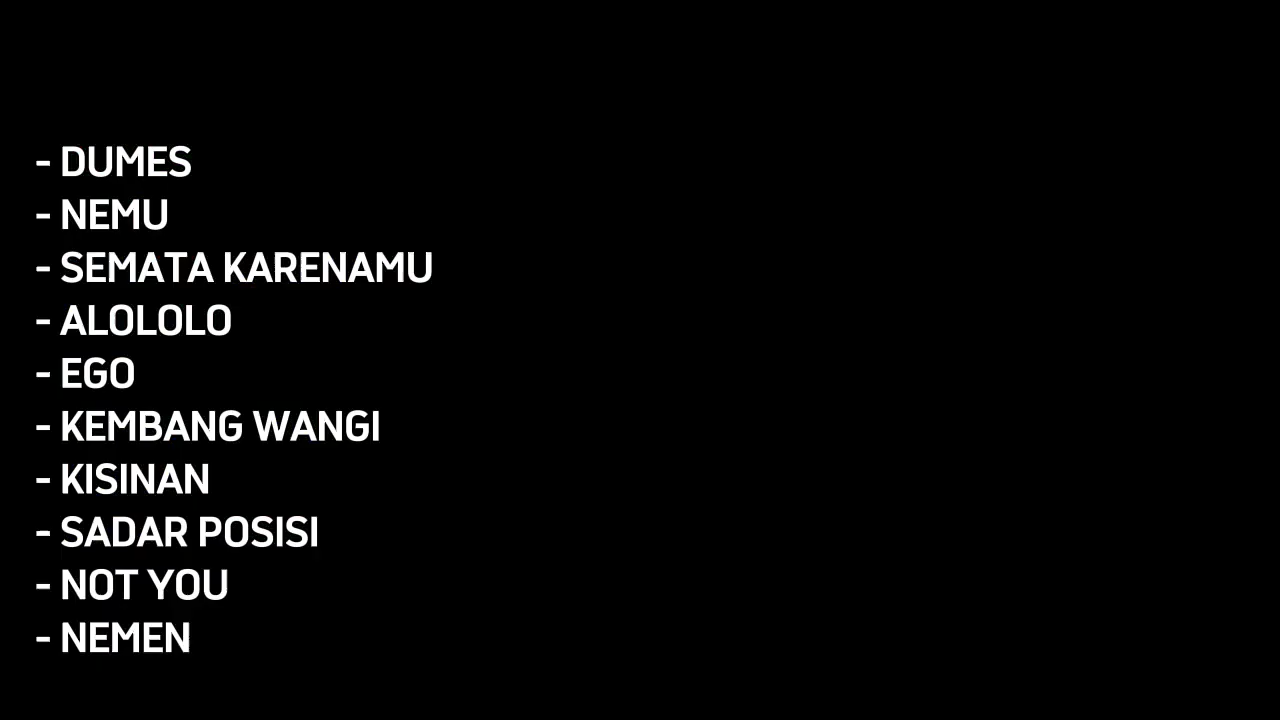 - DUMES
- NEMU
- SEMATA KARENAMU
- ALOLOLO
- EGO
- KEMBANG WANGI
- KISINAN
- SADAR POSISI
- NOT YOU
- NEMEN